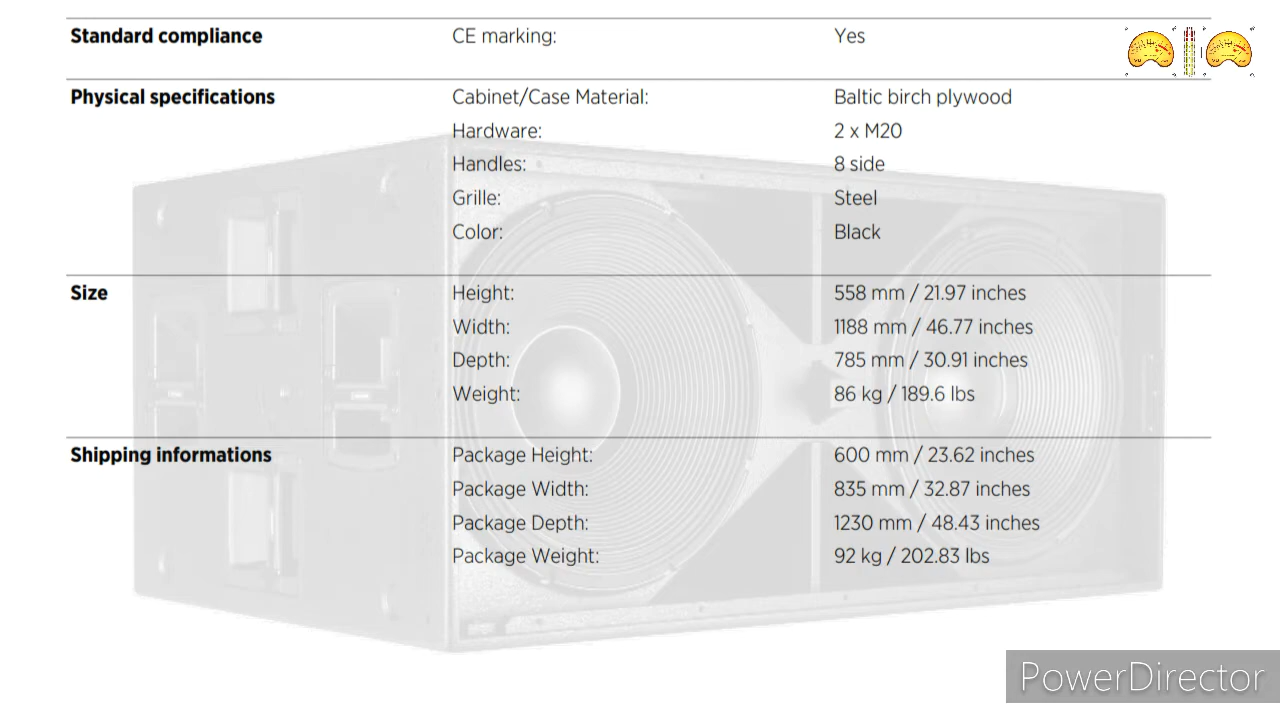 Standard compliance CE marking: Yes
Physical specifications Cabinet/Case Material: Baltic birch plywood
Hardware: 2 x M20
Handles: 8 side
Grille: Steel
Color: Black
Size Height: 558 mm / 21.97 inches
Width: 1188 mm / 46.77 inches
Depth: 785 mm / 30.91 inches
Weight: 86 kg / 189.6 lbs
Shipping informations Package Height: 600 mm / 23.62 inches
Package Width: 835 mm / 32.87 inches
Package Depth: 1230 mm / 48.43 inches
Package Weight: 92 kg / 202.83 lbs
PowerDirector